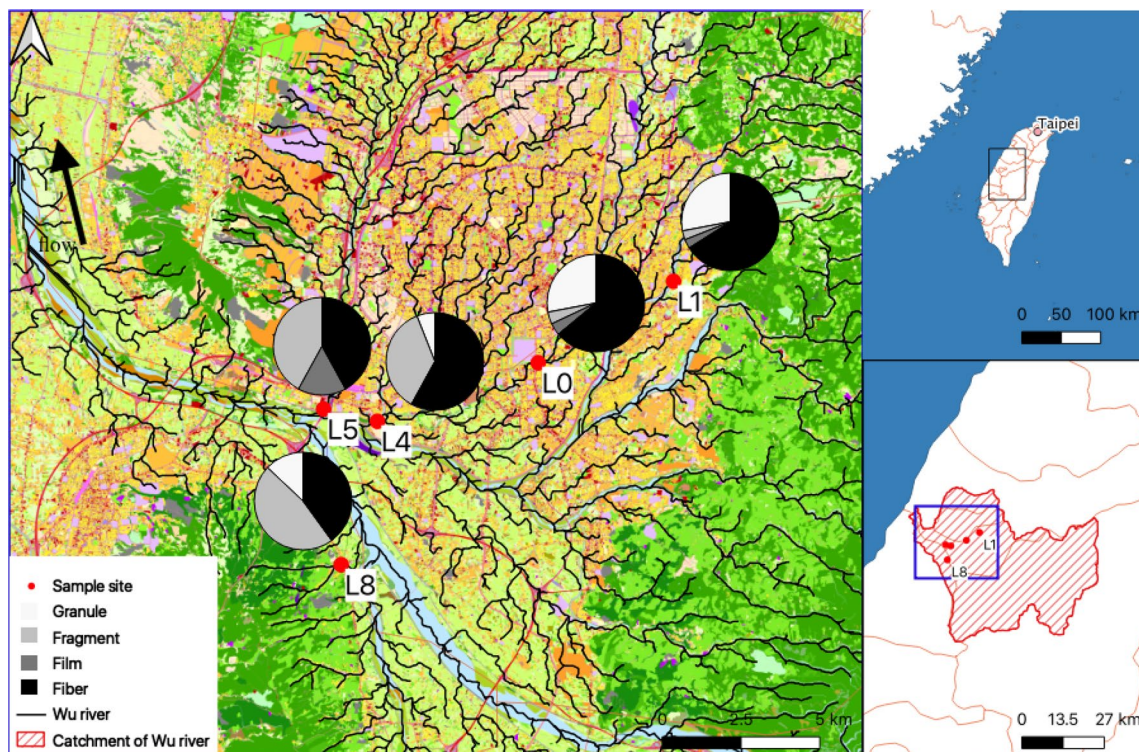 flow
L1
L0
L5
L4
L8
Sample site
Granule
Fragment
Film
Fiber
Wu river
Catchment of Wu river
0 2.5 5 km
Taipei
0 50 100 km
L1
L8
0 13.5 27 km